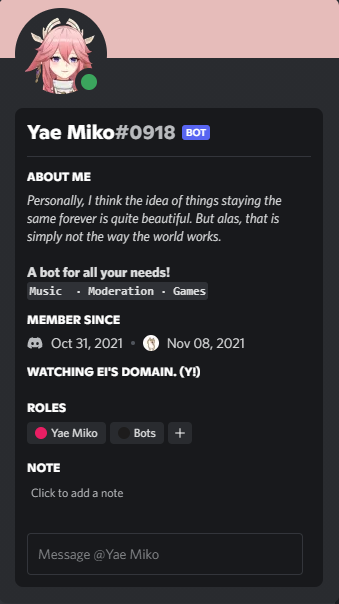 Yae Miko#0918 BOT
ABOUT ME
Personally, I think the idea of things staying the
same forever is quite beautiful. But alas, that is
simply not the way the world works.
A bot for all your needs!
Music · Moderation · Games
MEMBER SINCE
Oct 31, 2021 • Nov 08, 2021
WATCHING EI'S DOMAIN. (Y!)
ROLES
Yae Miko Bots +
NOTE
Click to add a note
Message @Yae Miko